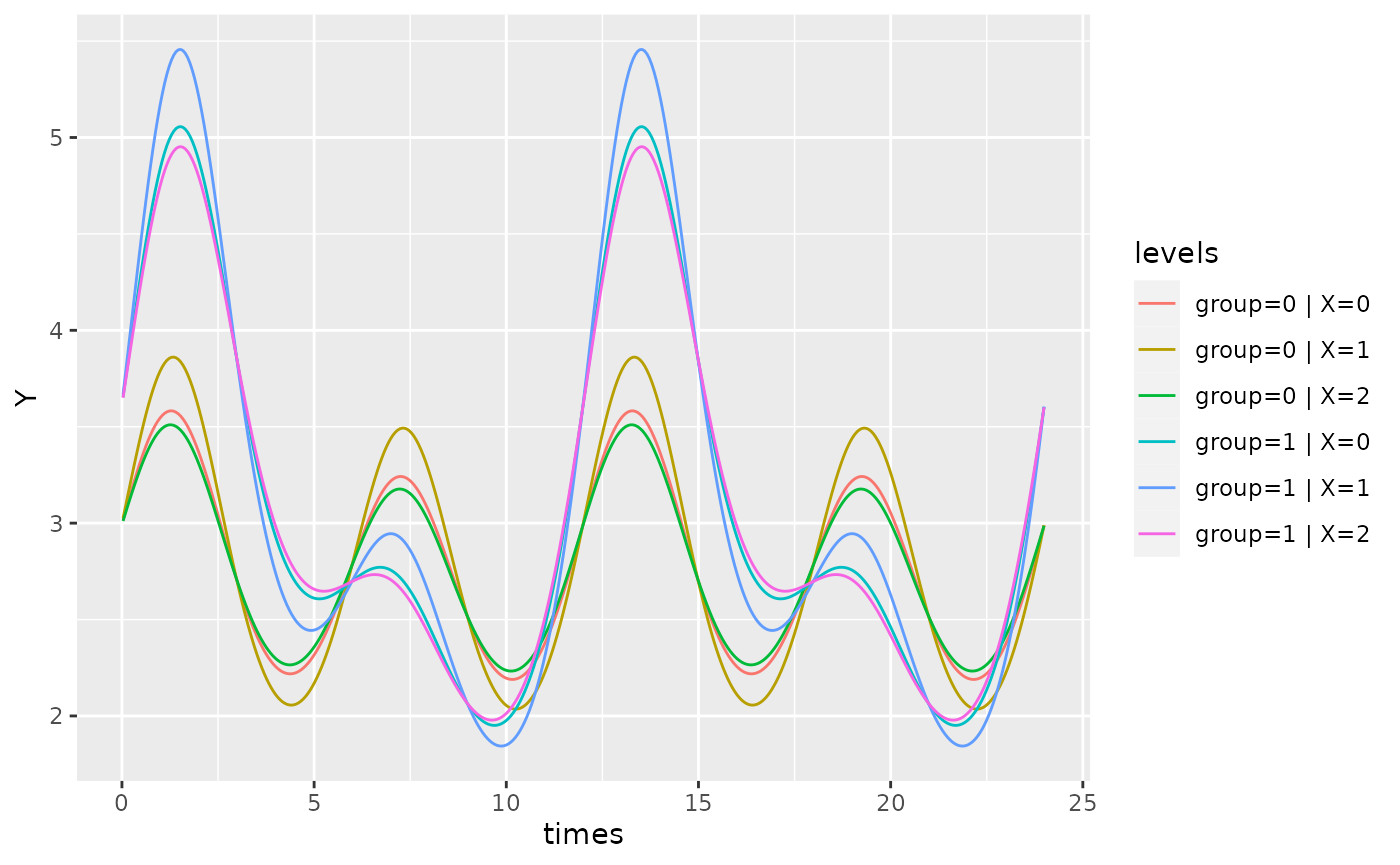 5
4
3
2
Y
0 5 10 15 20 25
times
levels
group=0 | X=0
group=0 | X=1
group=0 | X=2
group=1 | X=0
group=1 | X=1
group=1 | X=2